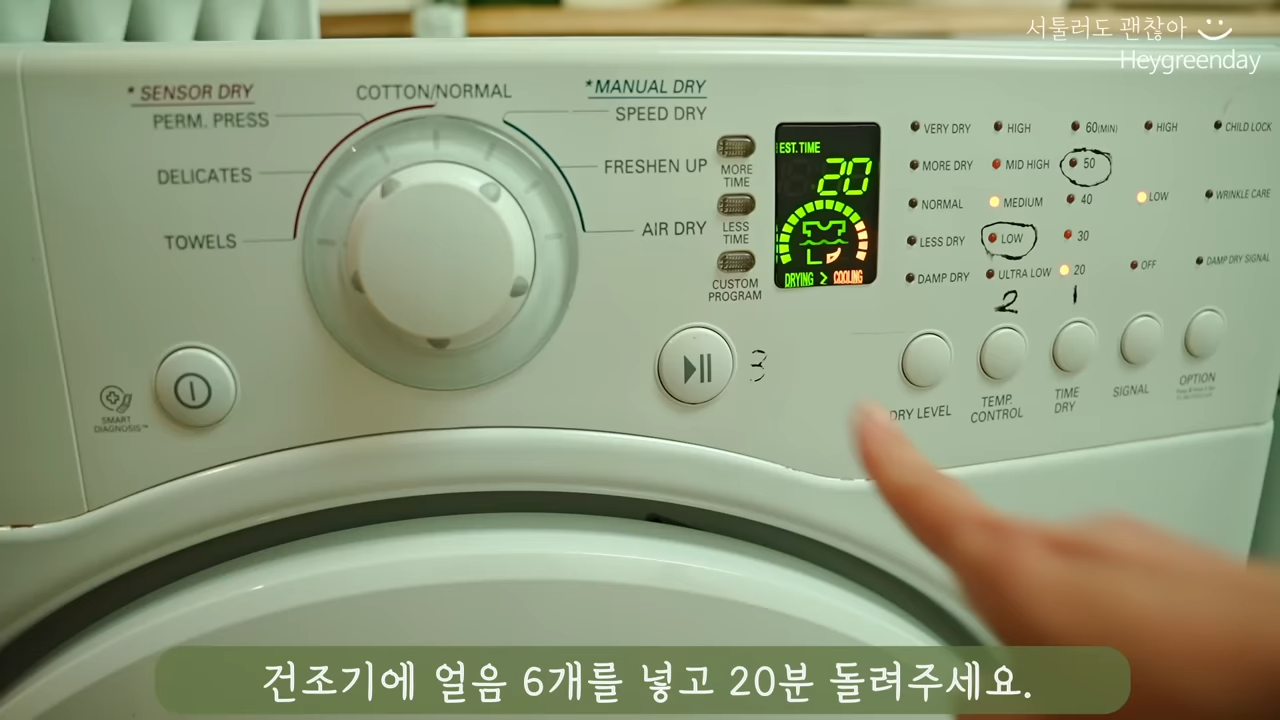 서툴러도 괜찮아
Heygreenday
* SENSOR DRY
COTTON/NORMAL
* MANUAL DRY
PERM. PRESS
SPEED DRY
DELICATES
FRESHEN UP
TOWELS
AIR DRY
MORE TIME
LESS TIME
CUSTOM PROGRAM
EST. TIME
20
DRYING > COOLING
VERY DRY HIGH 60(MIN) HIGH CHILD LOCK
MORE DRY MID HIGH 50
NORMAL MEDIUM 40 LOW WRINKLE CARE
LESS DRY LOW 30
DAMP DRY ULTRA LOW 20 OFF DAMP DRY SIGNAL
2 1
3
SMART
DIAGNOSIS™
DRY LEVEL
TEMP.
CONTROL
TIME
DRY
SIGNAL
OPTION
건조기에 얼음 6개를 넣고 20분 돌려주세요.